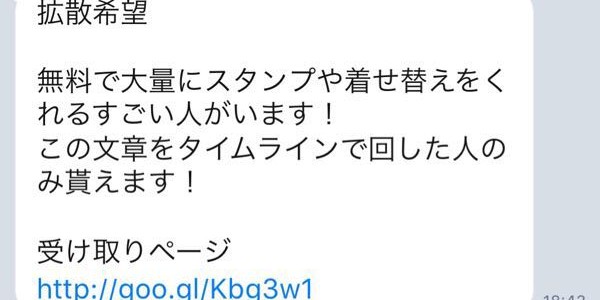 拡散希望
無料で大量にスタンプや着せ替えをく
れるすごい人がいます！
この文章をタイムラインで回した人の
み貰えます！
受け取りページ
http://goo.gl/Kbg3w1